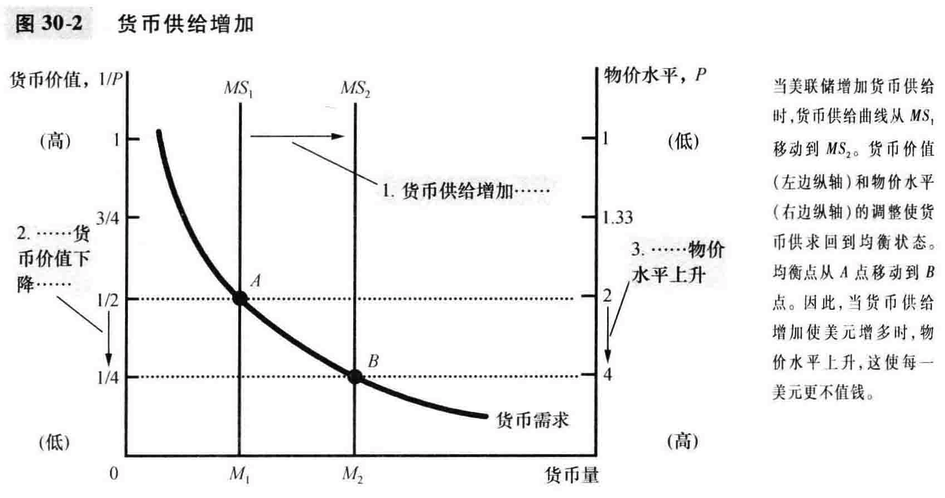 图 30-2 货币供给增加
货币价值，1/P
MS₁
MS₂
物价水平，P
(高)
1
1
(低)
1. 货币供给增加……
3/4
1.33
2. ……货
币价值下
降……
3. ……物价
水平上升
A
1/2
2
B
1/4
4
货币需求
(低)
(高)
0
M₁
M₂
货币量
当美联储增加货币供给
时,货币供给曲线从 MS₁
移动到 MS₂。货币价值
(左边纵轴)和物价水平
(右边纵轴)的调整使货
币供求回到均衡状态。
均衡点从 A 点移动到 B
点。因此,当货币供给
增加使美元增多时,物
价水平上升,这使每一
美元更不值钱。